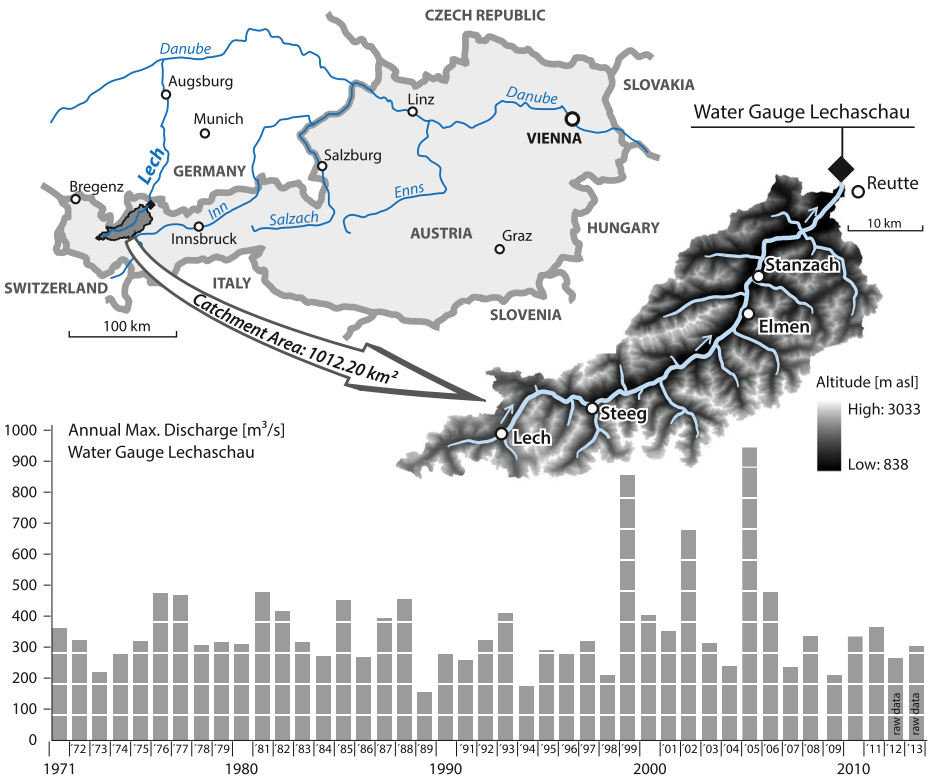 CZECH REPUBLIC
Danube
SLOVAKIA
Augsburg
Linz
Danube
Munich
VIENNA
Water Gauge Lechaschau
Lech
GERMANY
Salzburg
Bregenz
Inn
Salzach
Enns
Reutte
Innsbruck
AUSTRIA
Graz
HUNGARY
10 km
SWITZERLAND
ITALY
SLOVENIA
Stanzach
100 km
Catchment Area: 1012.20 km²
Elmen
Altitude [m asl]
High: 3033
Low: 838
Steeg
Lech
Annual Max. Discharge [m³/s]
Water Gauge Lechaschau
1000
900
800
700
600
500
400
300
200
100
0
raw data
raw data
'72 '73 '74 '75 '76 '77 '78 '79 '81 '82 '83 '84 '85 '86 '87 '88 '89 '91 '92 '93 '94 '95 '96 '97 '98 '99 '01 '02 '03 '04 '05 '06 '07 '08 '09 '11 '12 '13
1971 1980 1990 2000 2010